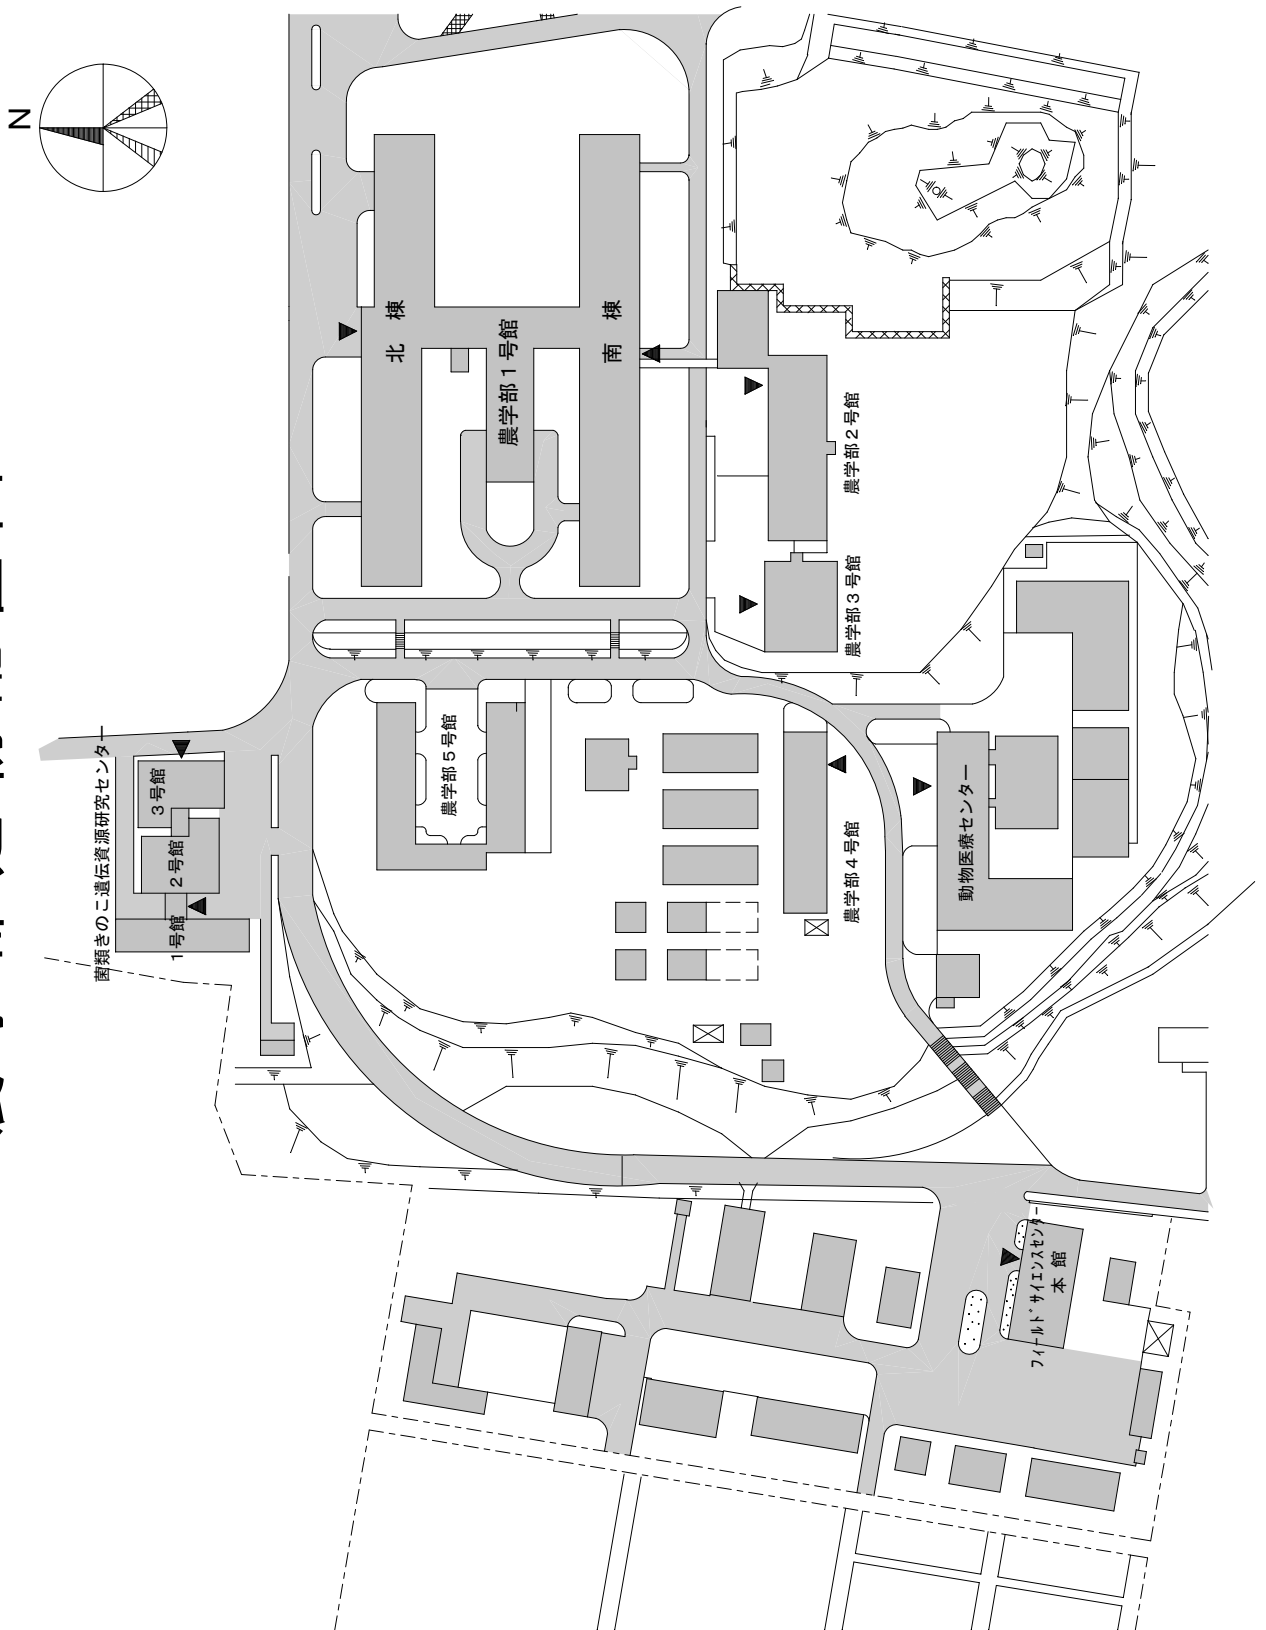 N
菌類きのこ遺伝資源研究センター
3号館
2号館
1号館
北棟
農学部1号館
南棟
農学部2号館
農学部3号館
農学部5号館
農学部4号館
動物医療センター
フィールドサイエンスセンター
本館